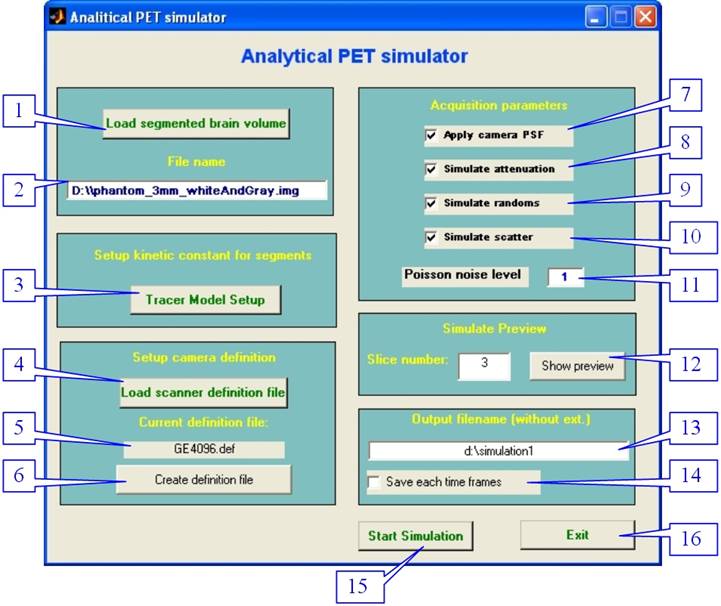 Analitical PET simulator
Analytical PET simulator
1
Load segmented brain volume
File name
2
D:\\phantom_3mm_whiteAndGray.img
Setup kinetic constant for segments
3
Tracer Model Setup
Setup camera definition
4
Load scanner definition file
Current definition file:
5
GE4096.def
6
Create definition file
Acquisition parameters
7
Apply camera PSF
8
Simulate attenuation
9
Simulate randoms
10
Simulate scatter
Poisson noise level
1
11
Simulate Preview
Slice number:
3
Show preview
12
Output filename (without ext.)
13
d:\simulation1
Save each time frames
14
Start Simulation
15
Exit
16